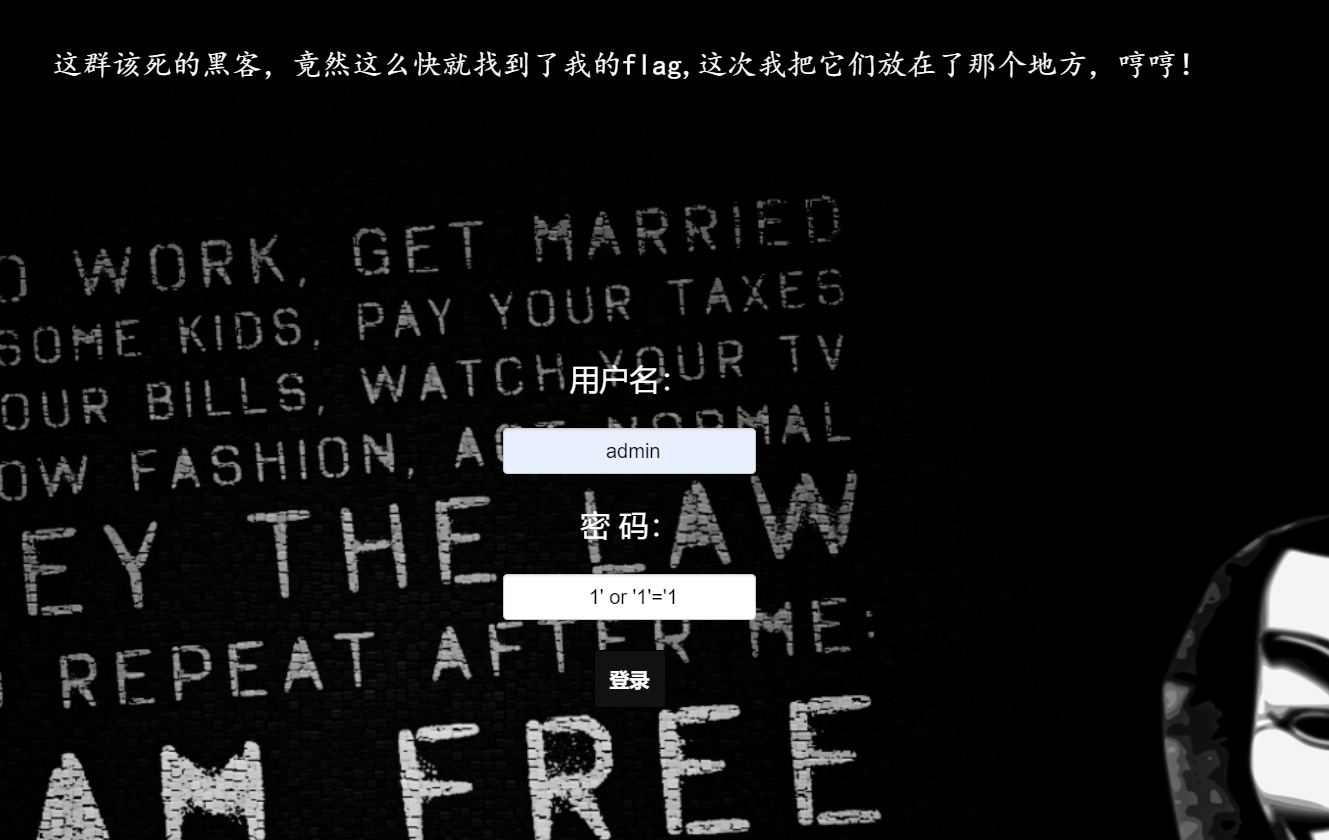 这群该死的黑客，竟然这么快就找到了我的flag,这次我把它们放在了那个地方，哼哼！
O WORK, GET MARRIED
SOME KIDS, PAY YOUR TAXES
OUR BILLS, WATCH YOUR TV
OW FASHION, ACT NORMAL
EY THE LAW
REPEAT AFTER ME:
AM FREE
用户名：
admin
密 码：
1' or '1'='1
登录